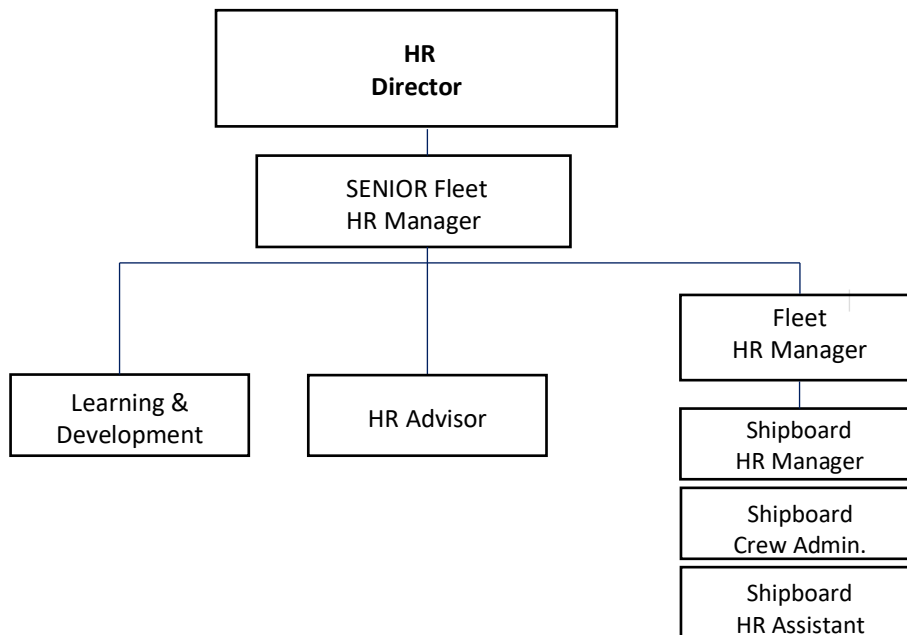 HR
Director
SENIOR Fleet
HR Manager
Learning &
Development
HR Advisor
Fleet
HR Manager
Shipboard
HR Manager
Shipboard
Crew Admin.
Shipboard
HR Assistant